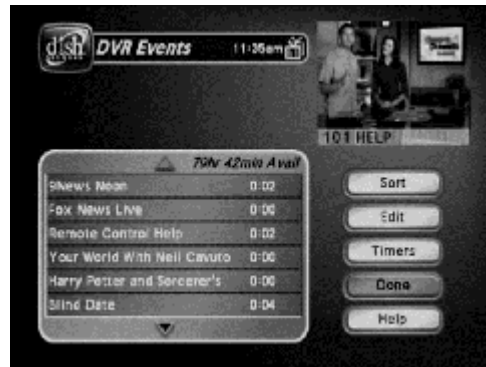 dish
DVR Events 11:35am
101 HELP
70hr 42min Avail
9News Noon 0:02
Fox News Live 0:00
Remote Control Help 0:02
Your World With Neil Cavuto 0:00
Harry Potter and Sorcerer's 0:00
Blind Date 0:04
Sort
Edit
Timers
Done
Help